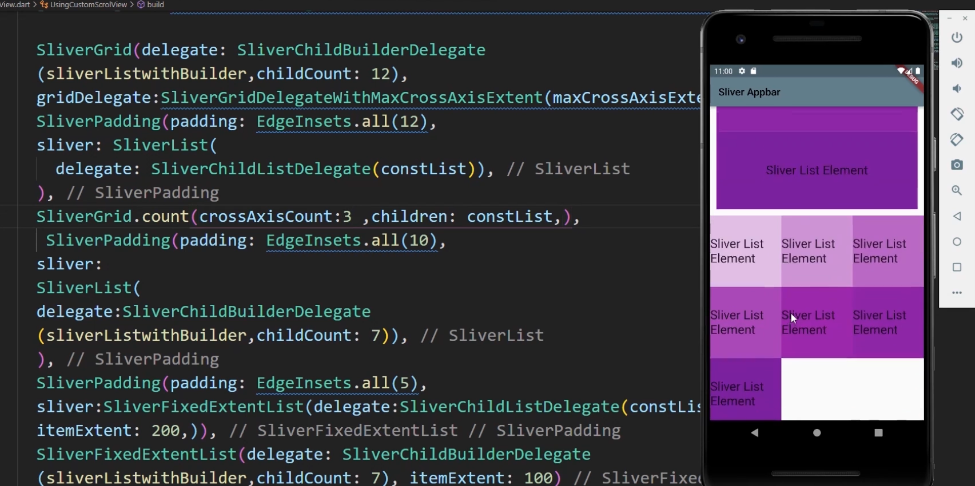 View.dart > UsingCustomScrollView > build
SliverGrid(delegate: SliverChildBuilderDelegate
(sliverListwithBuilder,childCount: 12),
gridDelegate:SliverGridDelegateWithMaxCrossAxisExtent(maxCrossAxisExte
SliverPadding(padding: EdgeInsets.all(12),
sliver: SliverList(
delegate: SliverChildListDelegate(constList)), // SliverList
), // SliverPadding
SliverGrid.count(crossAxisCount:3 ,children: constList,),
SliverPadding(padding: EdgeInsets.all(10),
sliver:
SliverList(
delegate:SliverChildBuilderDelegate
(sliverListwithBuilder,childCount: 7)), // SliverList
), // SliverPadding
SliverPadding(padding: EdgeInsets.all(5),
sliver:SliverFixedExtentList(delegate:SliverChildListDelegate(constLis
itemExtent: 200,)), // SliverFixedExtentList // SliverPadding
SliverFixedExtentList(delegate: SliverChildBuilderDelegate
(sliverListwithBuilder,childCount: 7), itemExtent: 100) // SliverFixed
11:00
Sliver Appbar
Sliver List Element
Sliver List
Element
Sliver List
Element
Sliver List
Element
Sliver List
Element
Sliver List
Element
Sliver List
Element
Sliver List
Element